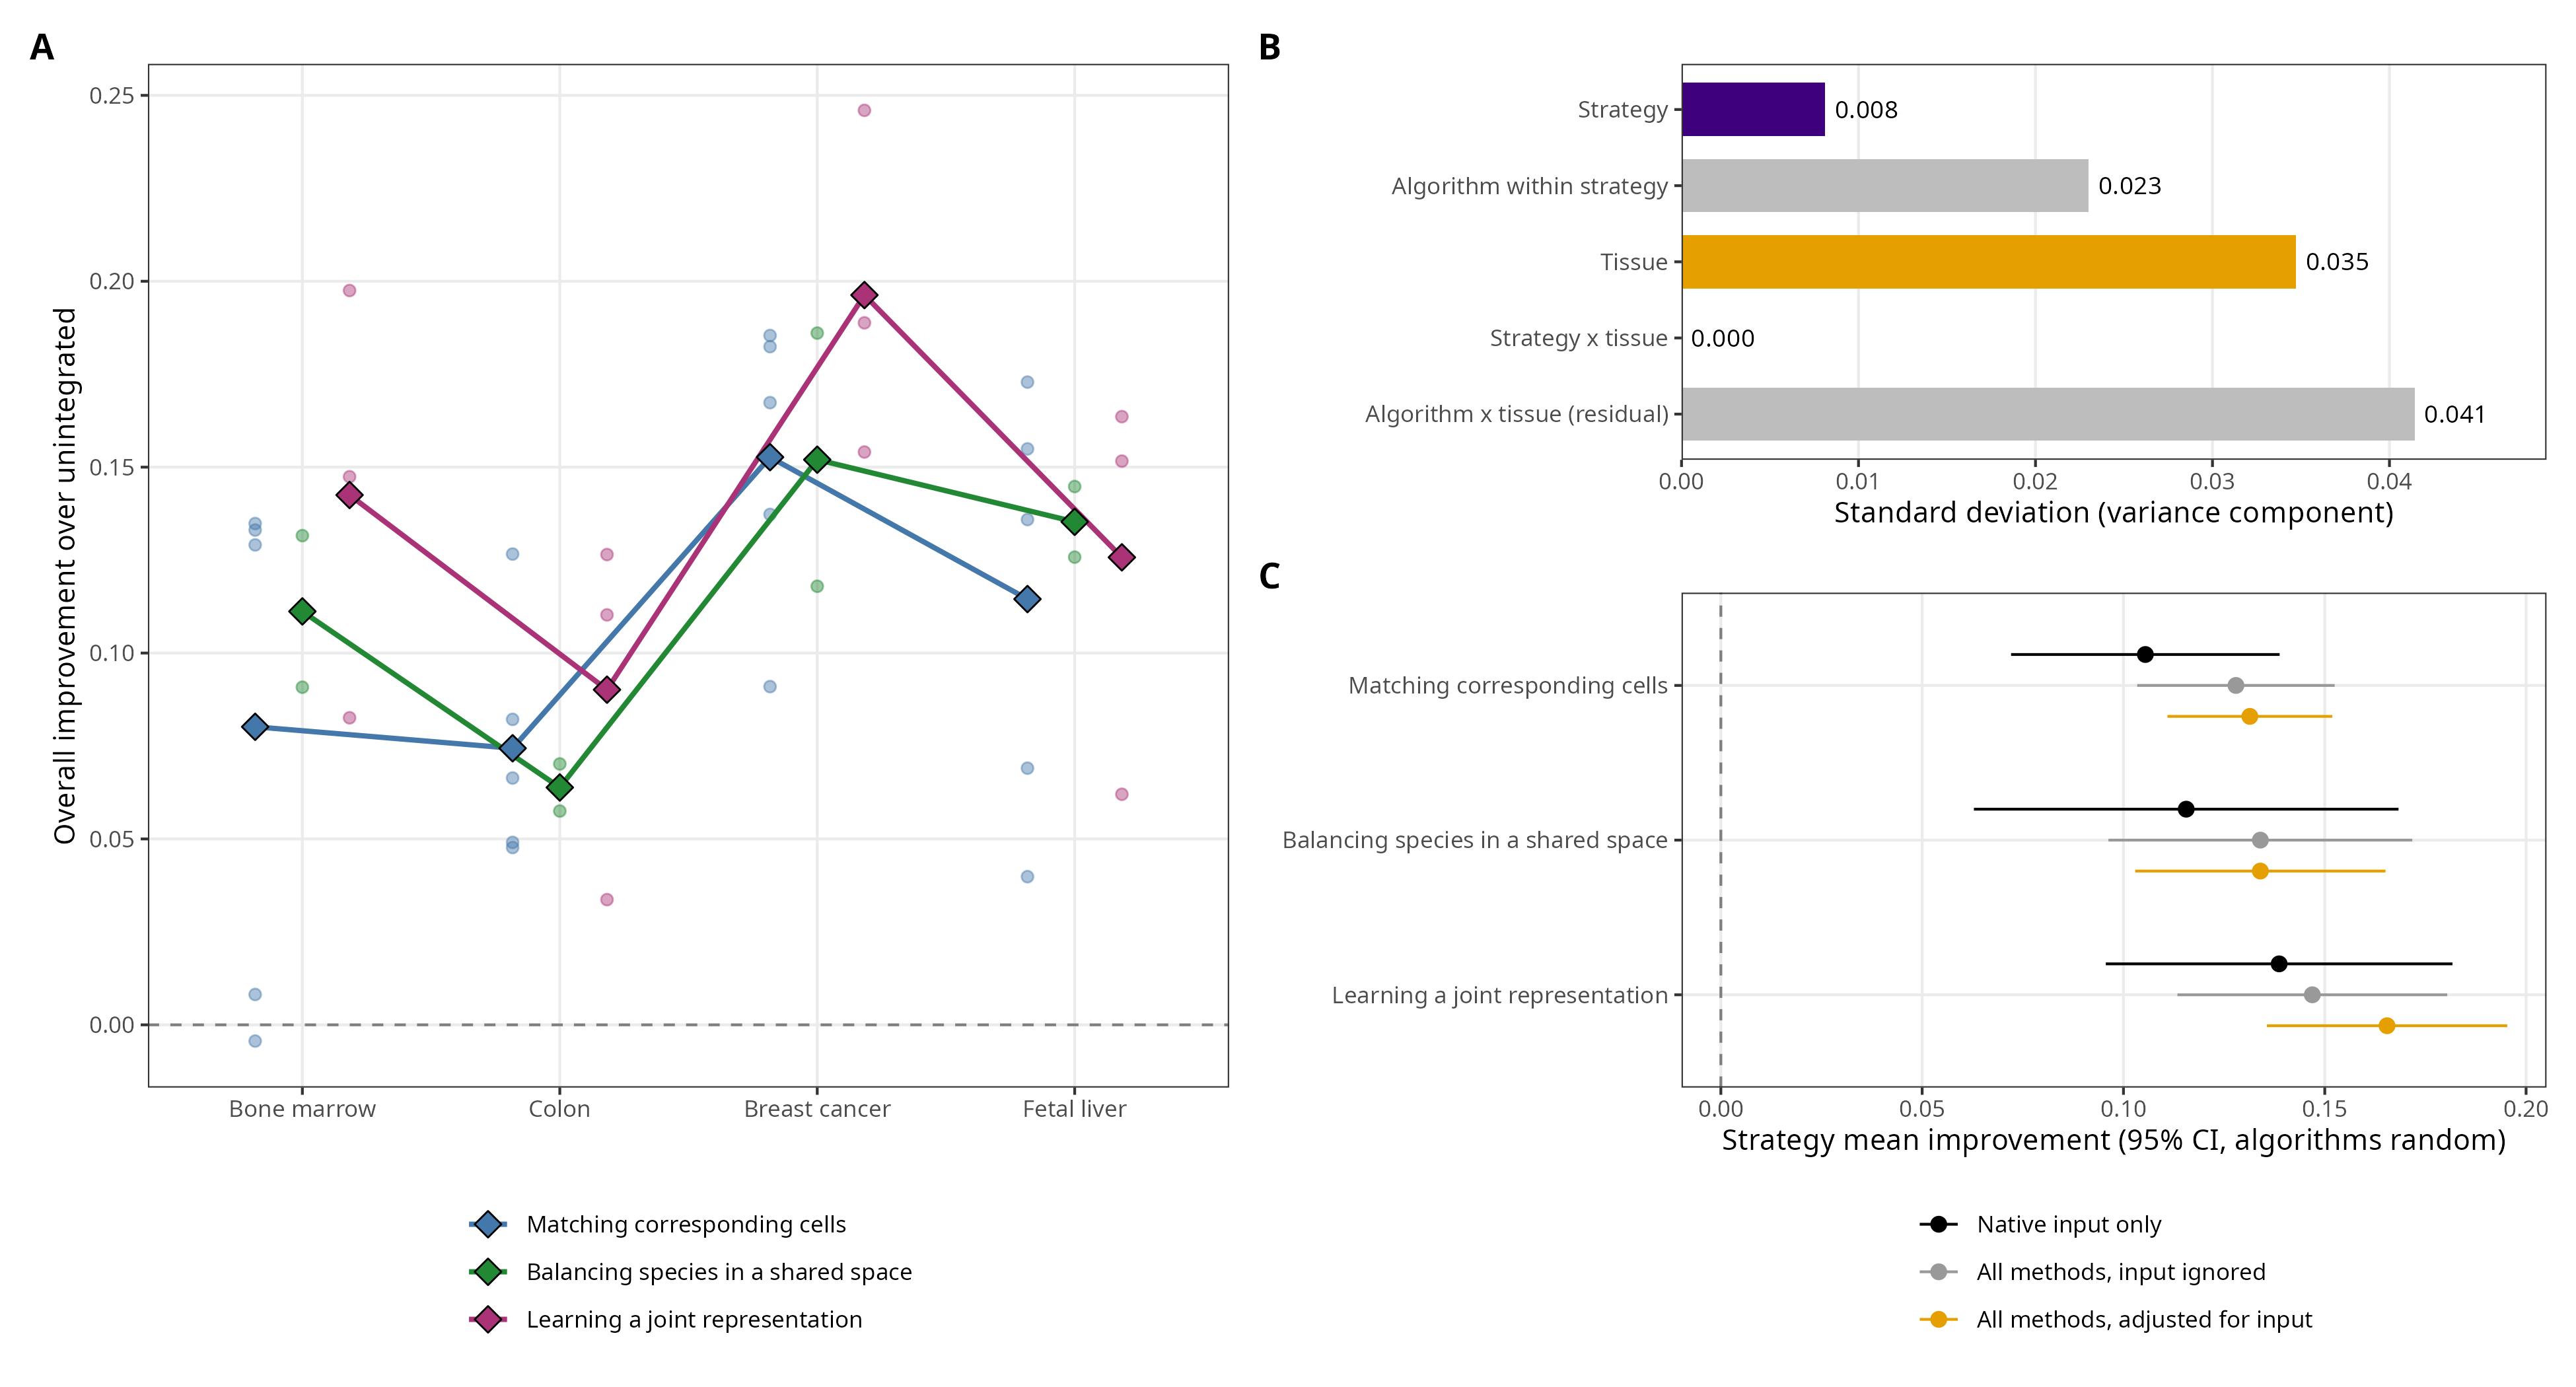 A
Overall improvement over unintegrated
0.25
0.20
0.15
0.10
0.05
0.00
Bone marrow
Colon
Breast cancer
Fetal liver
Matching corresponding cells
Balancing species in a shared space
Learning a joint representation
B
Strategy
0.008
Algorithm within strategy
0.023
Tissue
0.035
Strategy x tissue
0.000
Algorithm x tissue (residual)
0.041
0.00
0.01
0.02
0.03
0.04
Standard deviation (variance component)
C
Matching corresponding cells
Balancing species in a shared space
Learning a joint representation
0.00
0.05
0.10
0.15
0.20
Strategy mean improvement (95% CI, algorithms random)
Native input only
All methods, input ignored
All methods, adjusted for input